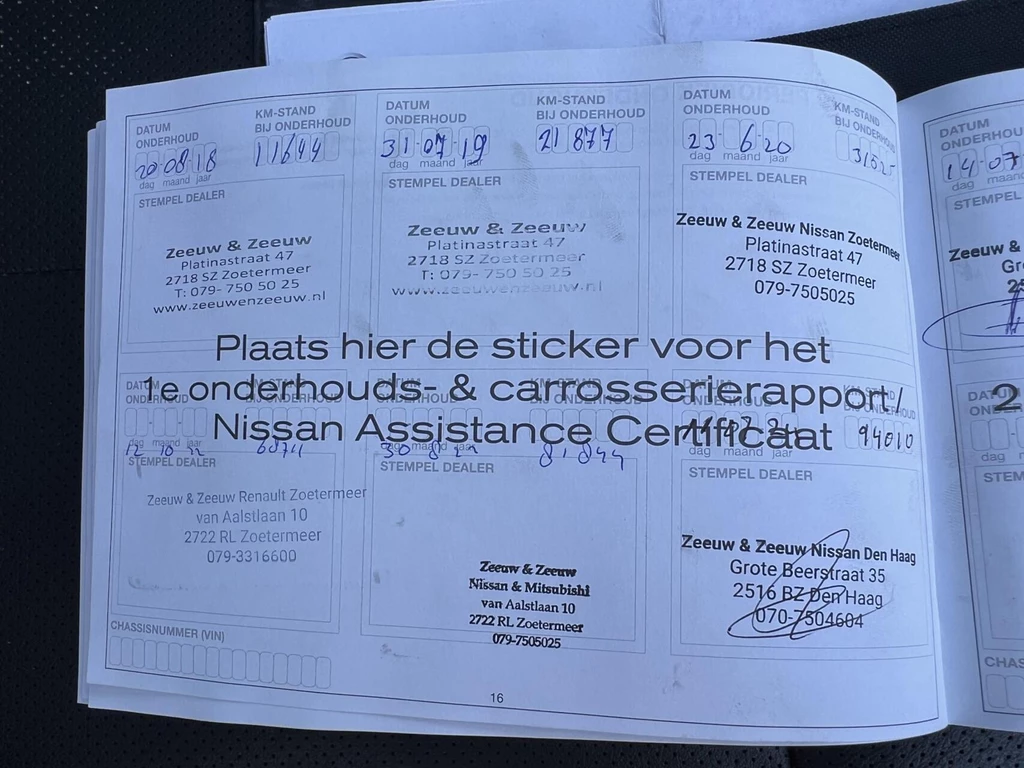 DATUM ONDERHOUD
KM-STAND BIJ ONDERHOUD
20-08-18
11644
dag maand jaar
STEMPEL DEALER
Zeeuw & Zeeuw
Platinastraat 47
2718 SZ Zoetermeer
T: 079- 750 50 25
www.zeeuwenzeeuw.nl
DATUM ONDERHOUD
KM-STAND BIJ ONDERHOUD
31-07-19
21877
dag maand jaar
STEMPEL DEALER
Zeeuw & Zeeuw
Platinastraat 47
2718 SZ Zoetermeer
T: 079- 750 50 25
www.zeeuwenzeeuw.nl
DATUM ONDERHOUD
KM-STAND BIJ ONDERHOUD
23-6-20
31525
dag maand jaar
STEMPEL DEALER
Zeeuw & Zeeuw Nissan Zoetermeer
Platinastraat 47
2718 SZ Zoetermeer
079-7505025
Plaats hier de sticker voor het
1e onderhouds- & carrosserierapport /
Nissan Assistance Certificaat
DATUM ONDERHOUD
KM-STAND BIJ ONDERHOUD
dag maand jaar
STEMPEL DEALER
Zeeuw & Zeeuw Renault Zoetermeer
van Aalstlaan 10
2722 RL Zoetermeer
079-3316600
81.844
STEMPEL DEALER
Zeeuw & Zeeuw
Nissan & Mitsubishi
van Aalstlaan 10
2722 RL Zoetermeer
079-7505025
94010
dag maand jaar
STEMPEL DEALER
Zeeuw & Zeeuw Nissan Den Haag
Grote Beerstraat 35
2516 BZ Den Haag
070-7504604
CHASSISNUMMER (VIN)
16
DATUM
14-07
dag
Zeeuw &
2